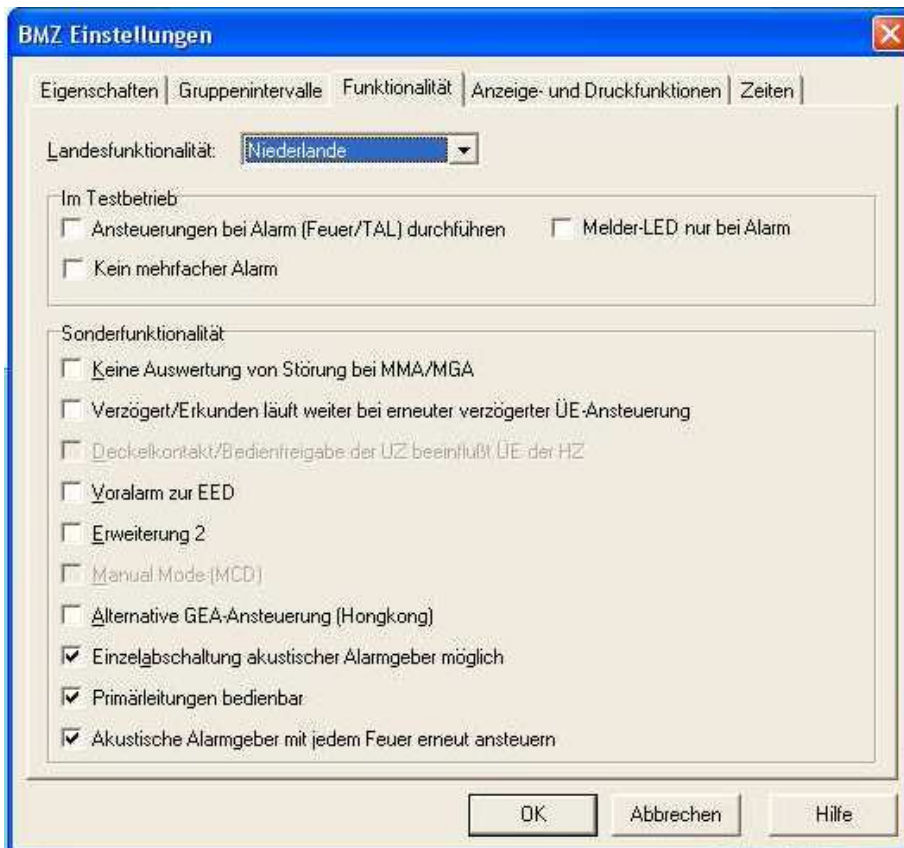 BMZ Einstellungen
Eigenschaften Gruppenintervalle Funktionalität Anzeige- und Druckfunktionen Zeiten
Landesfunktionalität: Niederlande
Im Testbetrieb
Ansteuerungen bei Alarm (Feuer/TAL) durchführen Melder-LED nur bei Alarm
Kein mehrfacher Alarm
Sonderfunktionalität
Keine Auswertung von Störung bei MMA/MGA
Verzögert/Erkunden läuft weiter bei erneuter verzögerter ÜE-Ansteuerung
Deckelkontakt/Bedienfreigabe der UZ beeinflußt ÜE der HZ
Voralarm zur EED
Erweiterung 2
Manual Mode (MCD)
Alternative GEA-Ansteuerung (Hongkong)
Einzelabschaltung akustischer Alarmgeber möglich
Primärleitungen bedienbar
Akustische Alarmgeber mit jedem Feuer erneut ansteuern
OK Abbrechen Hilfe